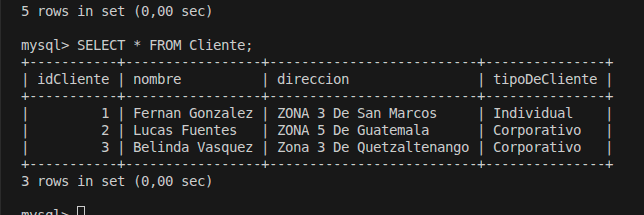 5 rows in set (0,00 sec)
mysql> SELECT * FROM Cliente;
+-----------+-----------------+-------------------------+---------------+
| idCliente | nombre          | direccion               | tipoDeCliente |
+-----------+-----------------+-------------------------+---------------+
|         1 | Fernan Gonzalez | ZONA 3 De San Marcos    | Individual    |
|         2 | Lucas Fuentes   | ZONA 5 De Guatemala     | Corporativo   |
|         3 | Belinda Vasquez | Zona 3 De Quetzaltenango | Corporativo   |
+-----------+-----------------+-------------------------+---------------+
3 rows in set (0,00 sec)
mysql>